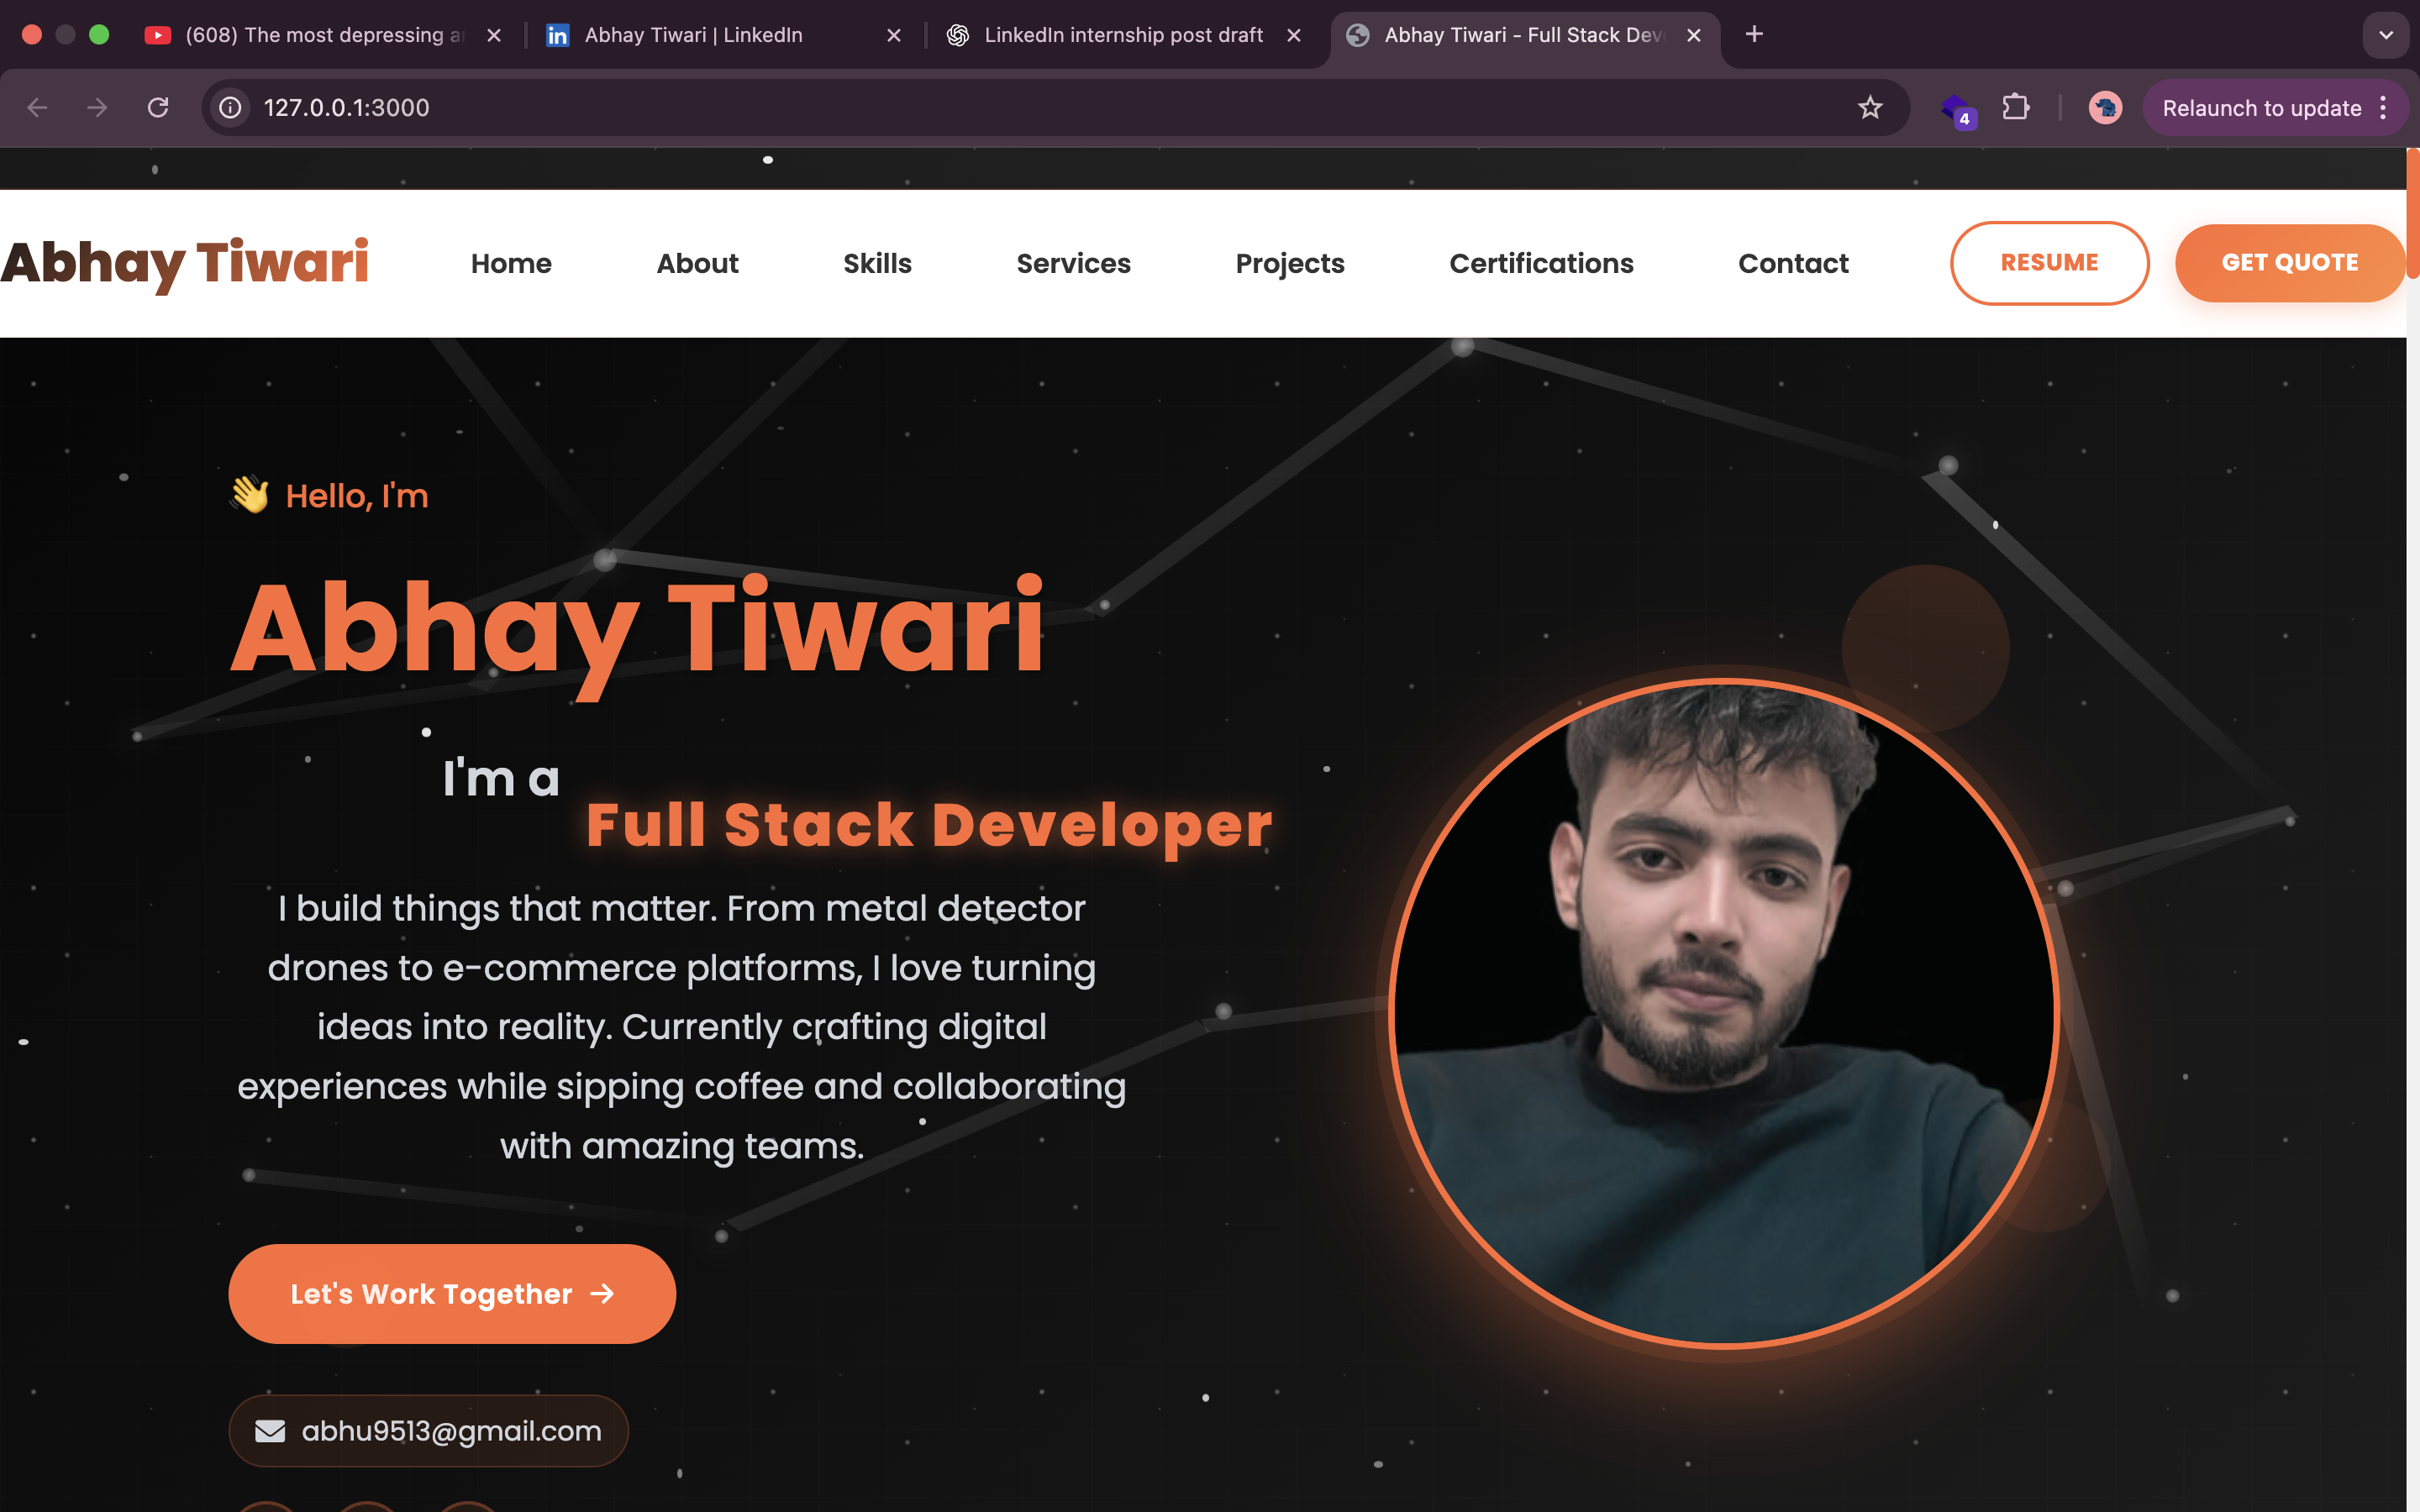 (608) The most depressing a
Abhay Tiwari | LinkedIn
LinkedIn internship post draft
Abhay Tiwari - Full Stack Dev
127.0.0.1:3000
4
Relaunch to update
Abhay Tiwari
Home
About
Skills
Services
Projects
Certifications
Contact
RESUME
GET QUOTE
Hello, I'm
Abhay Tiwari
I'm a
Full Stack Developer
I build things that matter. From metal detector
drones to e-commerce platforms, I love turning
ideas into reality. Currently crafting digital
experiences while sipping coffee and collaborating
with amazing teams.
Let's Work Together →
abhu9513@gmail.com